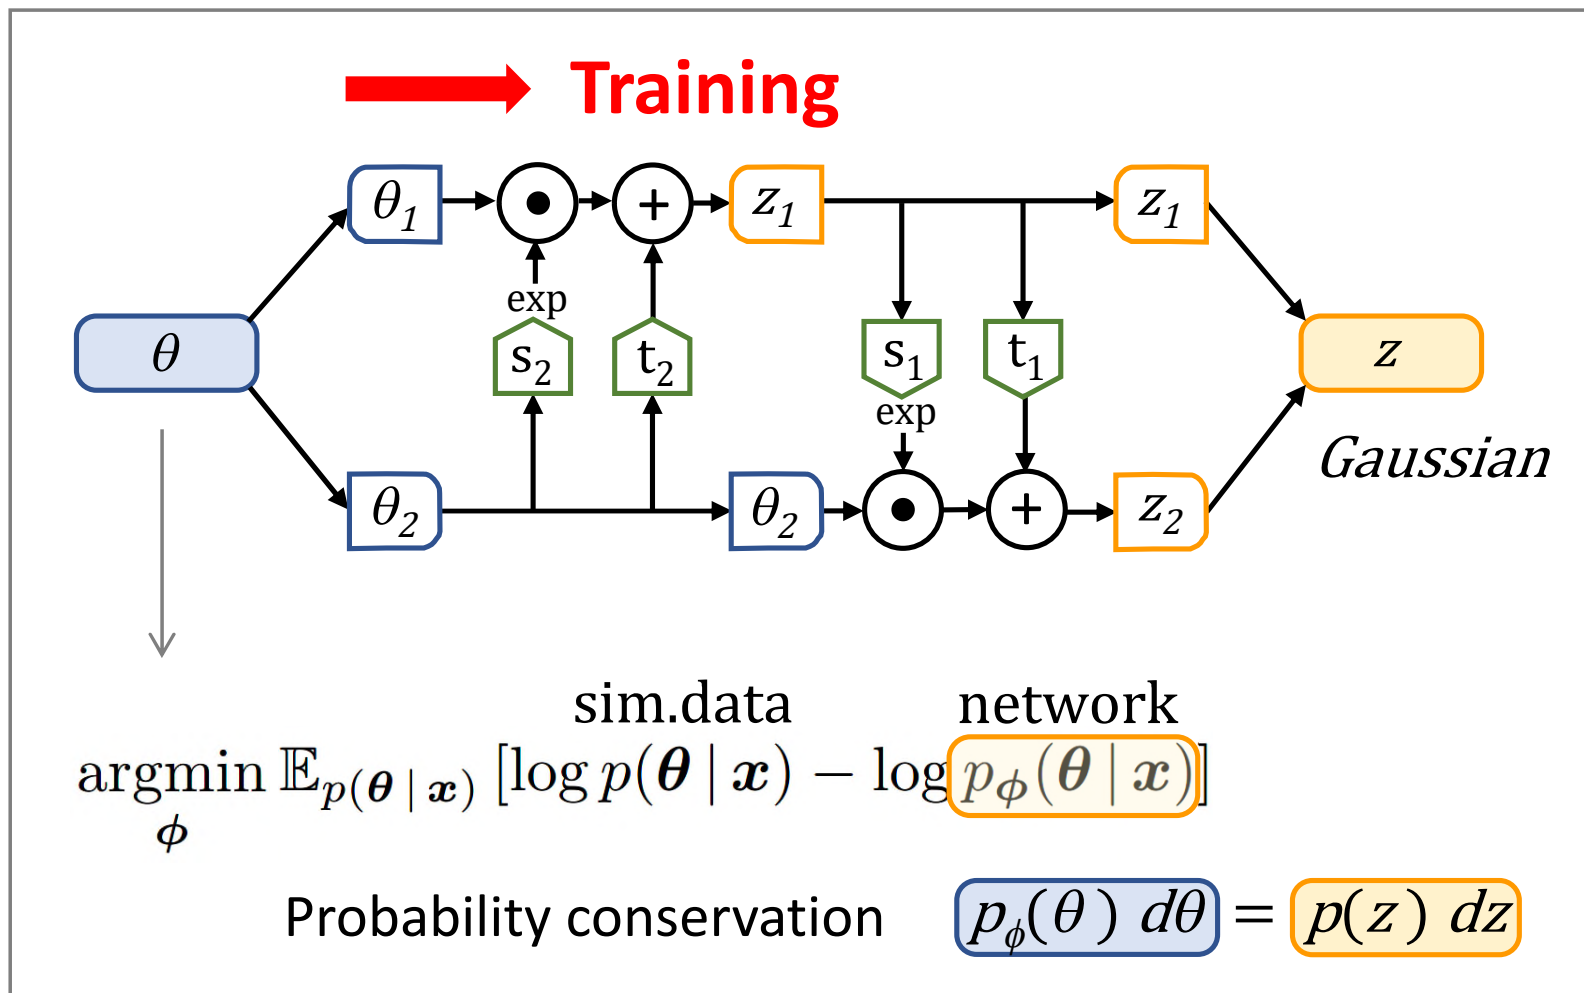 Training
θ₁ • + z₁ z₁
exp
θ s₂ t₂ s₁ t₁ z
exp
Gaussian
θ₂ θ₂ • + z₂
sim.data network
argmin 𝔼_{p(θ | x)} [log p(θ | x) − log p_ϕ(θ | x)]
ϕ
Probability conservation p_ϕ(θ) dθ = p(z) dz